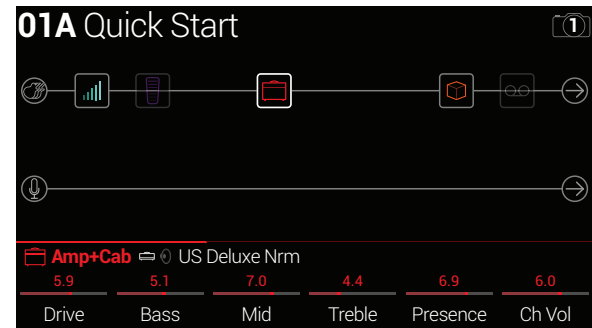 01A Quick Start
1
Amp+Cab US Deluxe Nrm
5.9 5.1 7.0 4.4 6.9 6.0
Drive Bass Mid Treble Presence Ch Vol